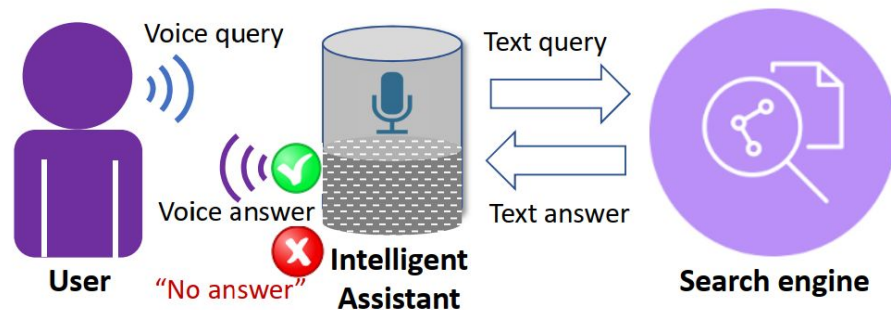 Voice query
Text query
Voice answer
Text answer
User
"No answer"
Intelligent
Assistant
Search engine